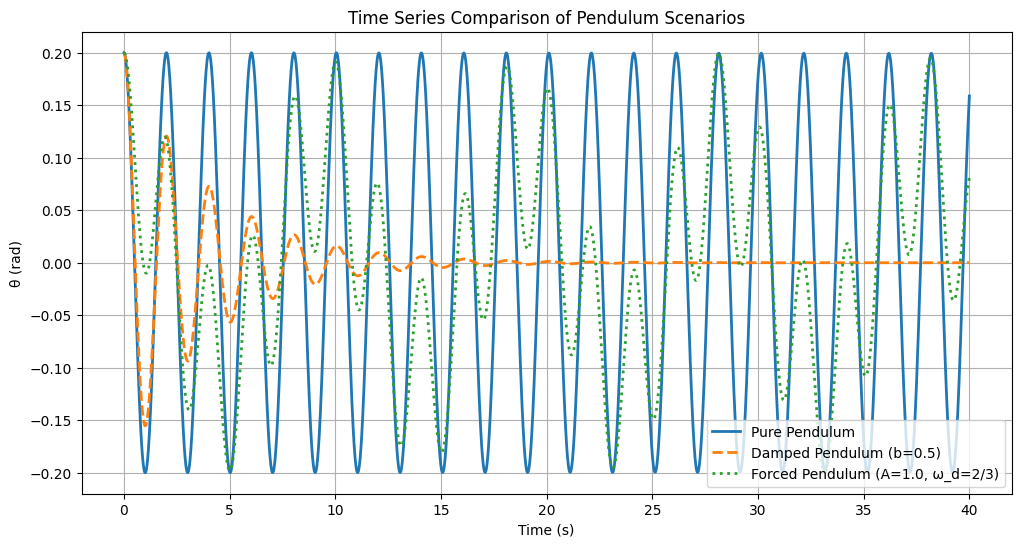 Time Series Comparison of Pendulum Scenarios
θ (rad)
0.20
0.15
0.10
0.05
0.00
−0.05
−0.10
−0.15
−0.20
Pure Pendulum
Damped Pendulum (b=0.5)
Forced Pendulum (A=1.0, ω_d=2/3)
0 5 10 15 20 25 30 35 40
Time (s)